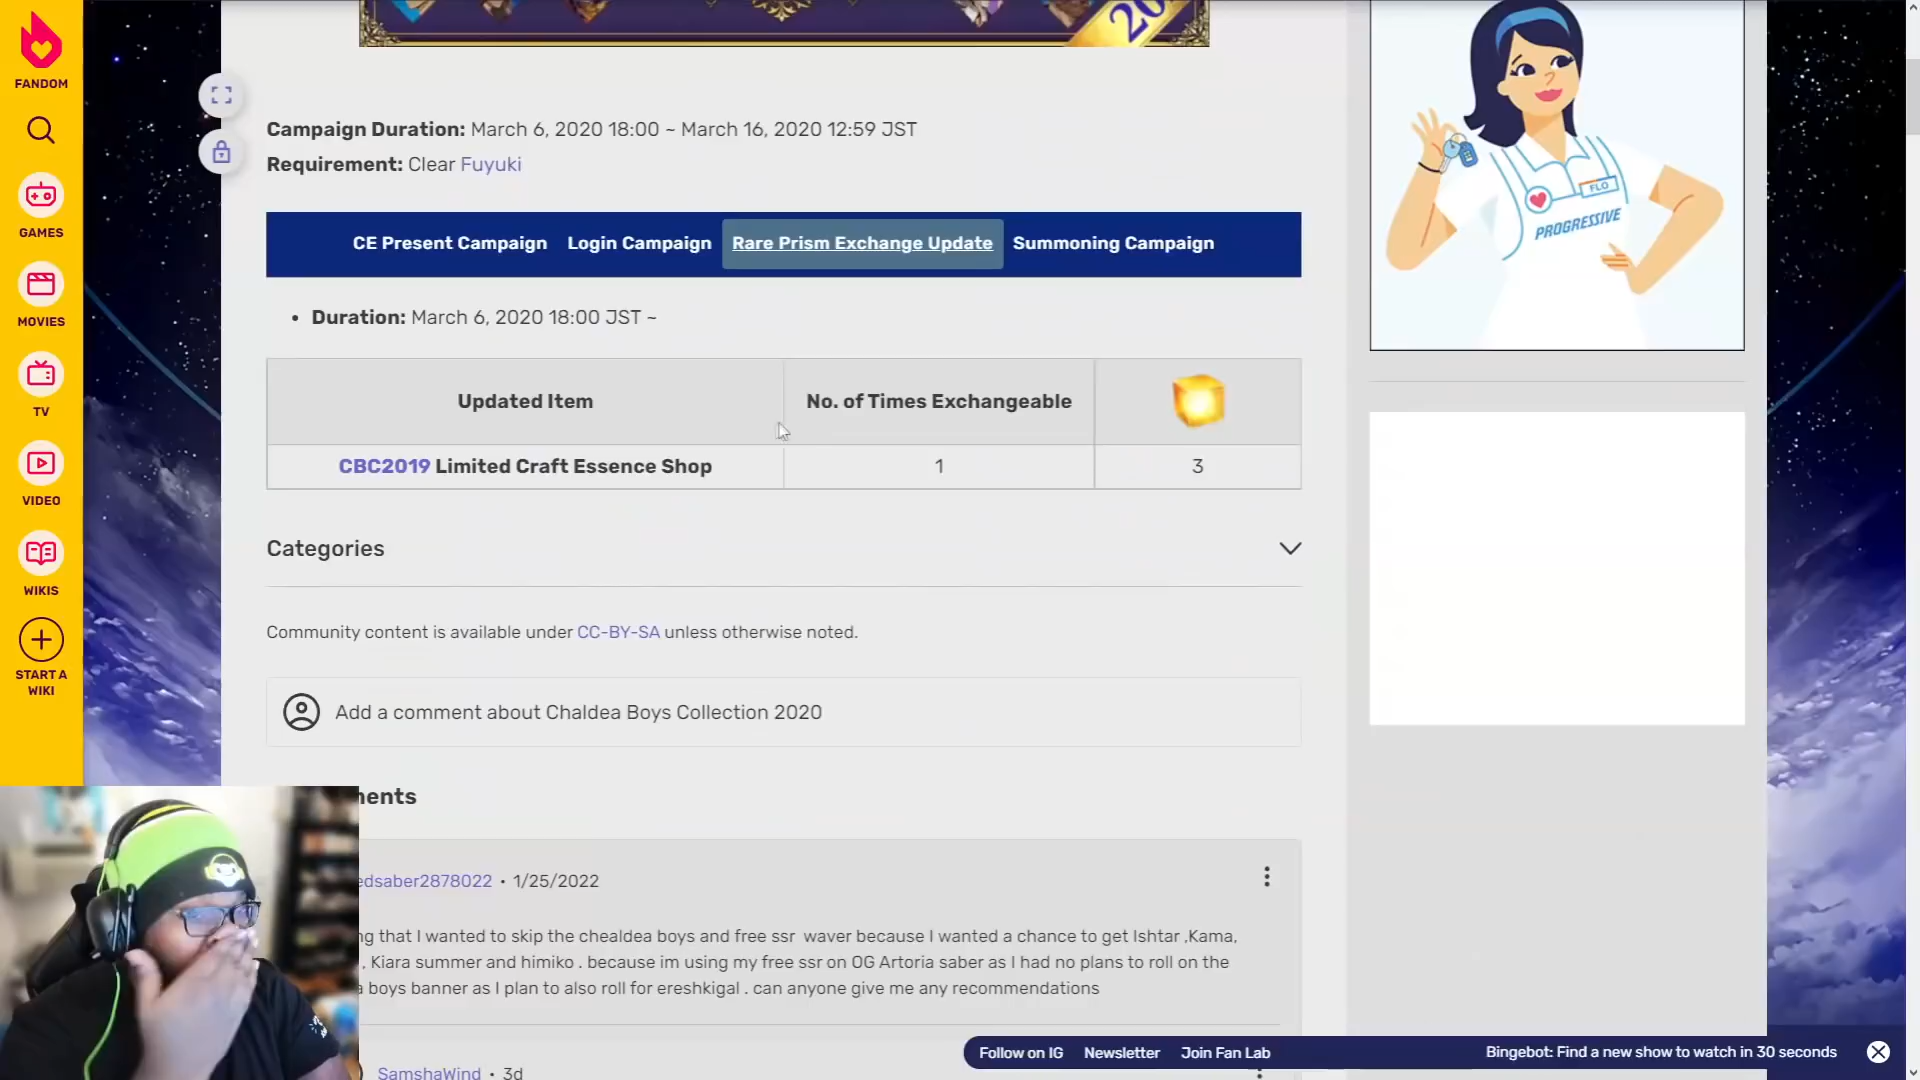 20
FANDOM
GAMES
MOVIES
TV
VIDEO
WIKIS
START A
WIKI
Campaign Duration: March 6, 2020 18:00 ~ March 16, 2020 12:59 JST
Requirement: Clear Fuyuki
CE Present Campaign Login Campaign Rare Prism Exchange Update Summoning Campaign
• Duration: March 6, 2020 18:00 JST ~
Updated Item No. of Times Exchangeable
CBC2019 Limited Craft Essence Shop 1 3
Categories
Community content is available under CC-BY-SA unless otherwise noted.
Add a comment about Chaldea Boys Collection 2020
ments
edsaber2878022 • 1/25/2022
ng that I wanted to skip the chealdea boys and free ssr waver because I wanted a chance to get Ishtar ,Kama,
, Kiara summer and himiko . because im using my free ssr on OG Artoria saber as I had no plans to roll on the
a boys banner as I plan to also roll for ereshkigal . can anyone give me any recommendations
SamshaWind • 3d
FLO
PROGRESSIVE
Follow on IG Newsletter Join Fan Lab
Bingebot: Find a new show to watch in 30 seconds